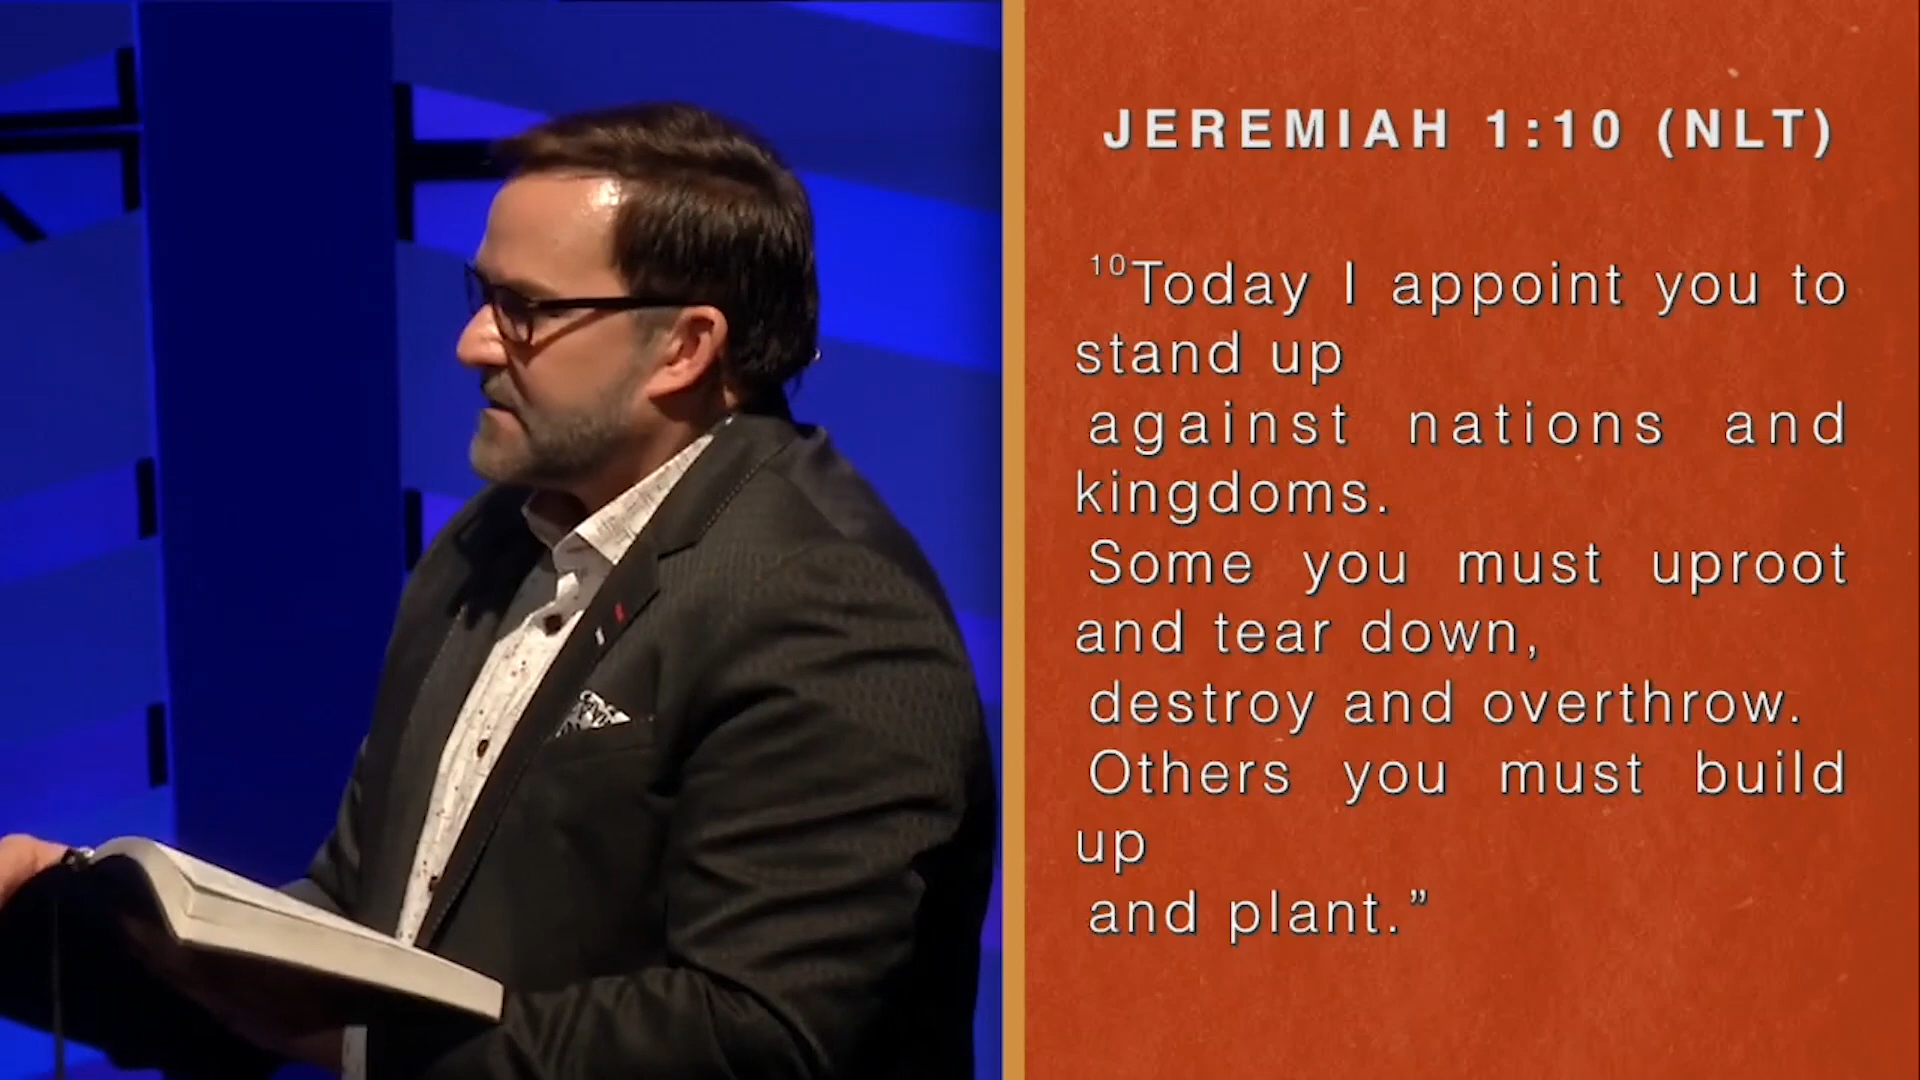 JEREMIAH 1:10 (NLT)
¹⁰Today I appoint you to
stand up
against nations and
kingdoms.
Some you must uproot
and tear down,
destroy and overthrow.
Others you must build
up
and plant.”